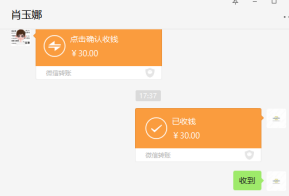 肖玉娜
点击确认收钱
￥30.00
微信转账
17:37
已收钱
￥30.00
微信转账
收到